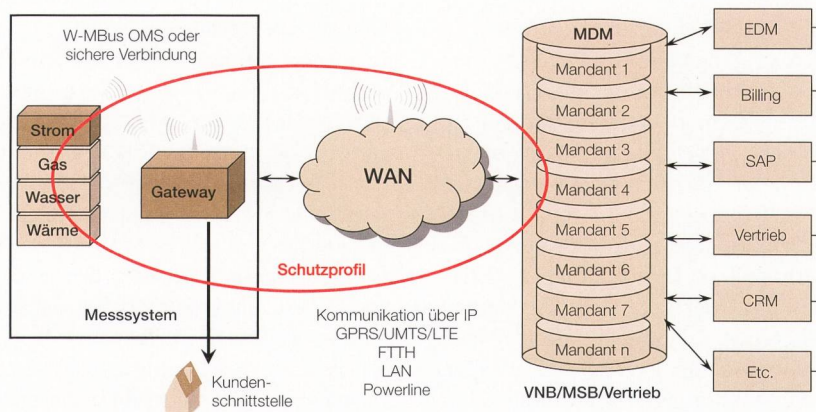 W-MBus OMS oder
sichere Verbindung
Strom
Gas
Wasser
Wärme
Gateway
Messsystem
Kunden-
schnittstelle
WAN
Schutzprofil
Kommunikation über IP
GPRS/UMTS/LTE
FTTH
LAN
Powerline
MDM
Mandant 1
Mandant 2
Mandant 3
Mandant 4
Mandant 5
Mandant 6
Mandant 7
Mandant n
VNB/MSB/Vertrieb
EDM
Billing
SAP
Vertrieb
CRM
Etc.